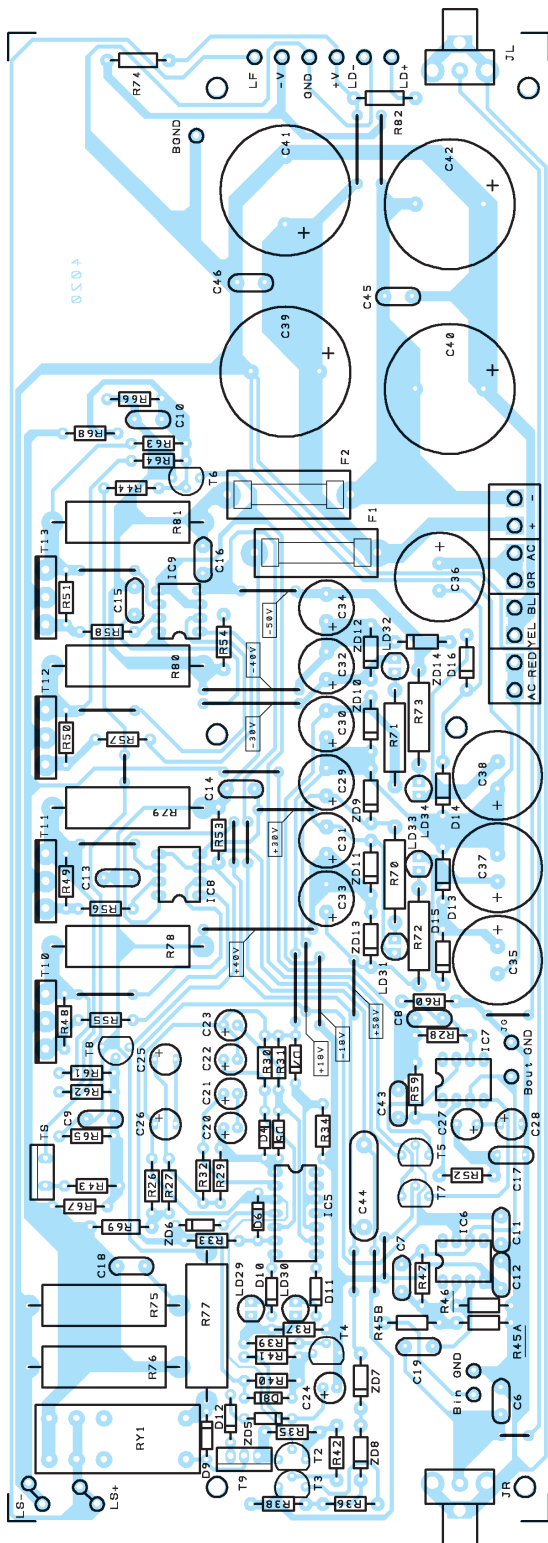 R74
LF
-V
GND
+V
LD-
LD+
JL
R82
BGND
C41
C42
4020
C46
C45
C39
C40
R66
C10
R68
R63
R64
R44
T6
F2
R81
F1
-
+
AC
GR
BL
YEL
RED
AC
T13
R51
C15
IC9
C16
C36
R58
-50V
C34
R54
ZD12
LD32
ZD14
D16
T12
R80
-40V
C32
R50
R57
-30V
C30
ZD10
R71
R73
C14
C29
ZD9
LD34
D14
C38
T11
R79
R53
+30V
C31
LD33
R49
C13
IC8
ZD11
R70
D13
C37
R56
C33
D15
R78
+40V
ZD13
LD31
R72
C35
T10
R48
R55
+50V
-18V
+18V
R60
C8
R28
JG
T8
C23
C25
C22
R30
R31
D7
IC7
R61
R62
R59
Bout GND
C9
C21
C43
R65
C26
C20
D4
D5
R34
C27
C28
T5
TS
R43
R26
R27
R32
R29
C44
R52
C17
R67
IC5
T7
R69
ZD6
D6
R33
IC6
C11
C18
C7
R47
C12
LD29
D10
LD30
D11
R46
R75
R77
R37
R45B
R45A
R39
R41
T4
C19
R76
R40
D8
C24
ZD7
Bin GND
C6
RY1
D12
ZD5
R35
D9
T2
R42
ZD8
T9
T3
LS-
LS+
R38
R36
JR